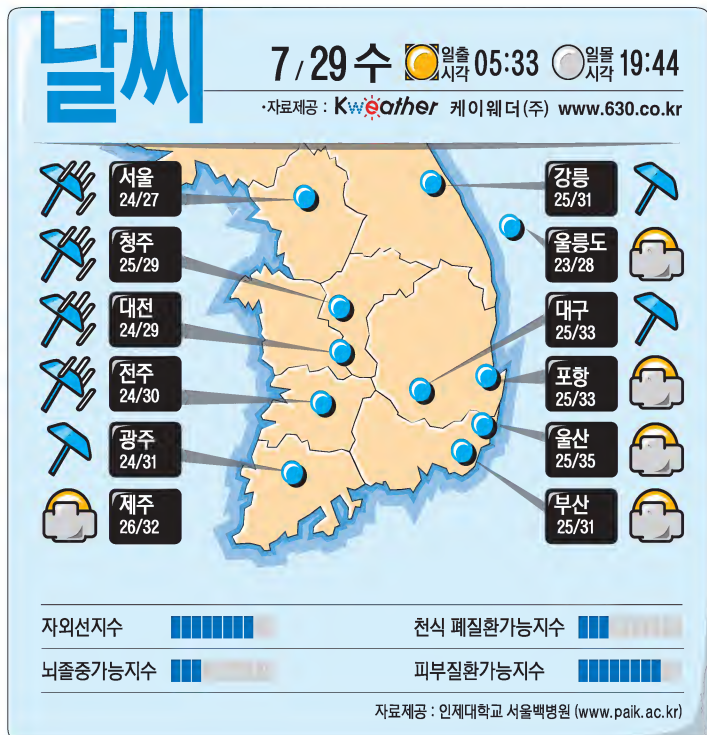 날씨
7/29 수 일출시각 05:33 일몰시각 19:44
·자료제공 : Kweather 케이웨더(주) www.630.co.kr
서울
24/27
청주
25/29
대전
24/29
전주
24/30
광주
24/31
제주
26/32
강릉
25/31
울릉도
23/28
대구
25/33
포항
25/33
울산
25/35
부산
25/31
자외선지수
천식 폐질환가능지수
뇌졸중가능지수
피부질환가능지수
자료제공 : 인제대학교 서울백병원 (www.paik.ac.kr)